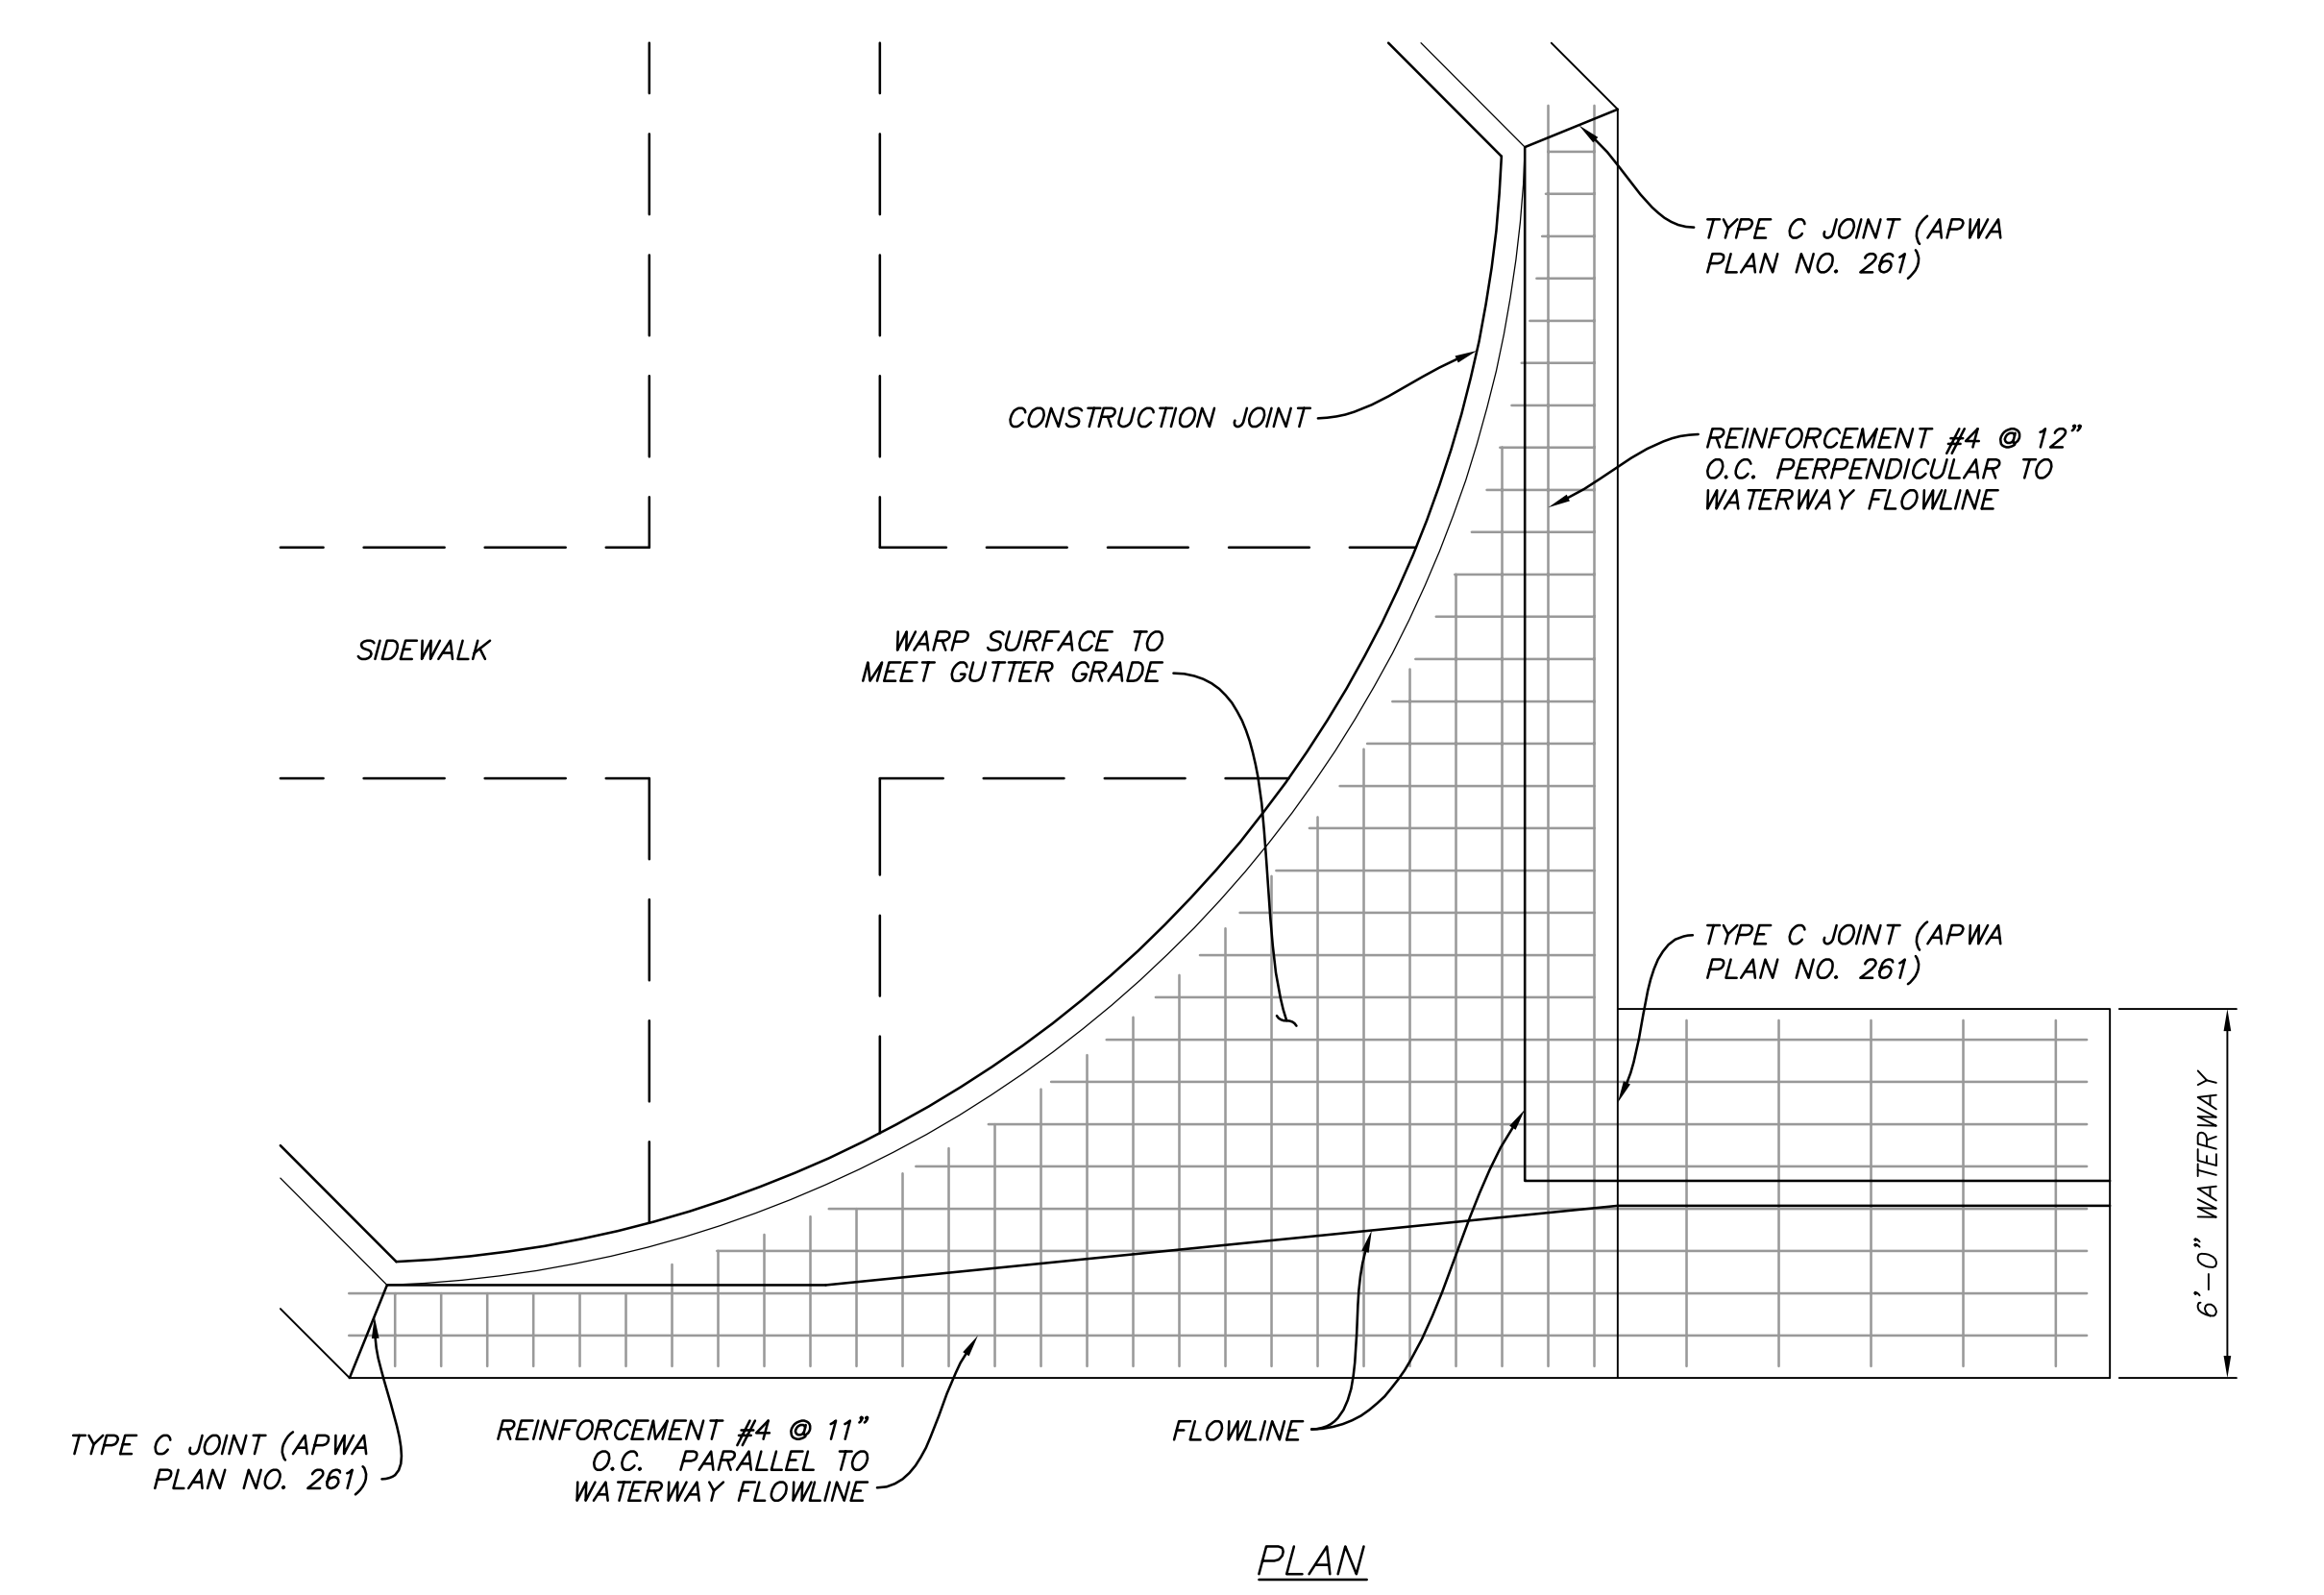 TYPE C JOINT (APWA
PLAN NO. 261)
CONSTRUCTION JOINT
REINFORCEMENT #4 @ 12"
O.C. PERPENDICULAR TO
WATERWAY FLOWLINE
SIDEWALK
WARP SURFACE TO
MEET GUTTER GRADE
TYPE C JOINT (APWA
PLAN NO. 261)
6'-0" WATERWAY
TYPE C JOINT (APWA
PLAN NO. 261)
REINFORCEMENT #4 @ 11"
O.C. PARALLEL TO
WATERWAY FLOWLINE
FLOWLINE
PLAN